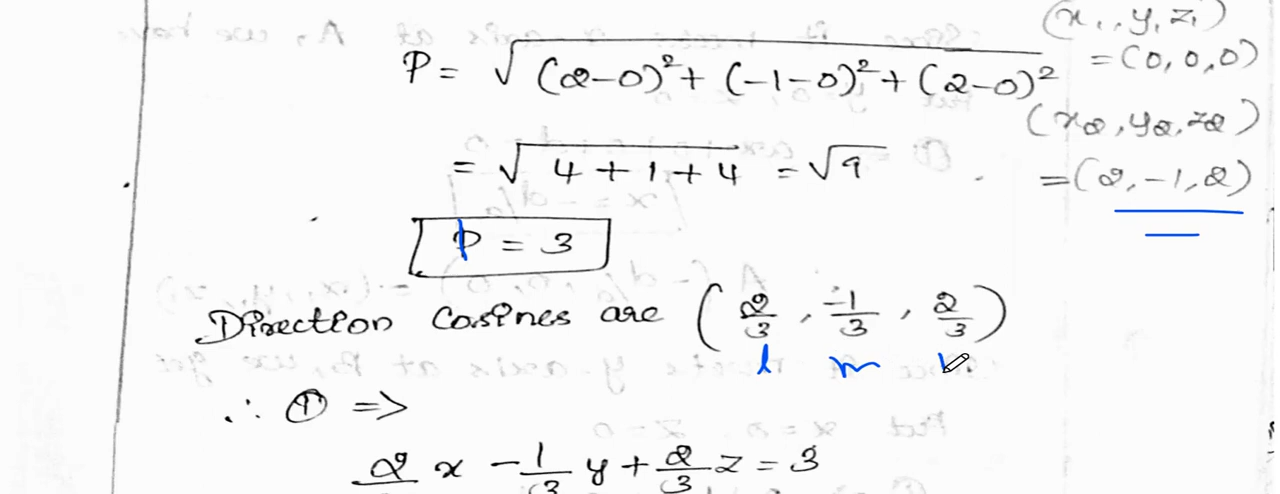 (x₁, y, z₁)
P = √(2-0)² + (-1-0)² + (2-0)²
= (0, 0, 0)
(x₂, y₂, z₂)
= √4 + 1 + 4 = √9
= (2, -1, 2)
P = 3
Direction Cosines are (2/3, -1/3, 2/3)
l m
∴ ① =>
2/3 x - 1/3 y + 2/3 z = 3